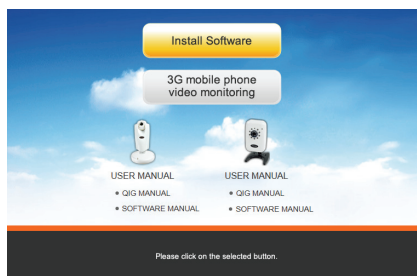 Install Software
3G mobile phone
video monitoring
USER MANUAL
• QIG MANUAL
• SOFTWARE MANUAL
USER MANUAL
• QIG MANUAL
• SOFTWARE MANUAL
Please click on the selected button.